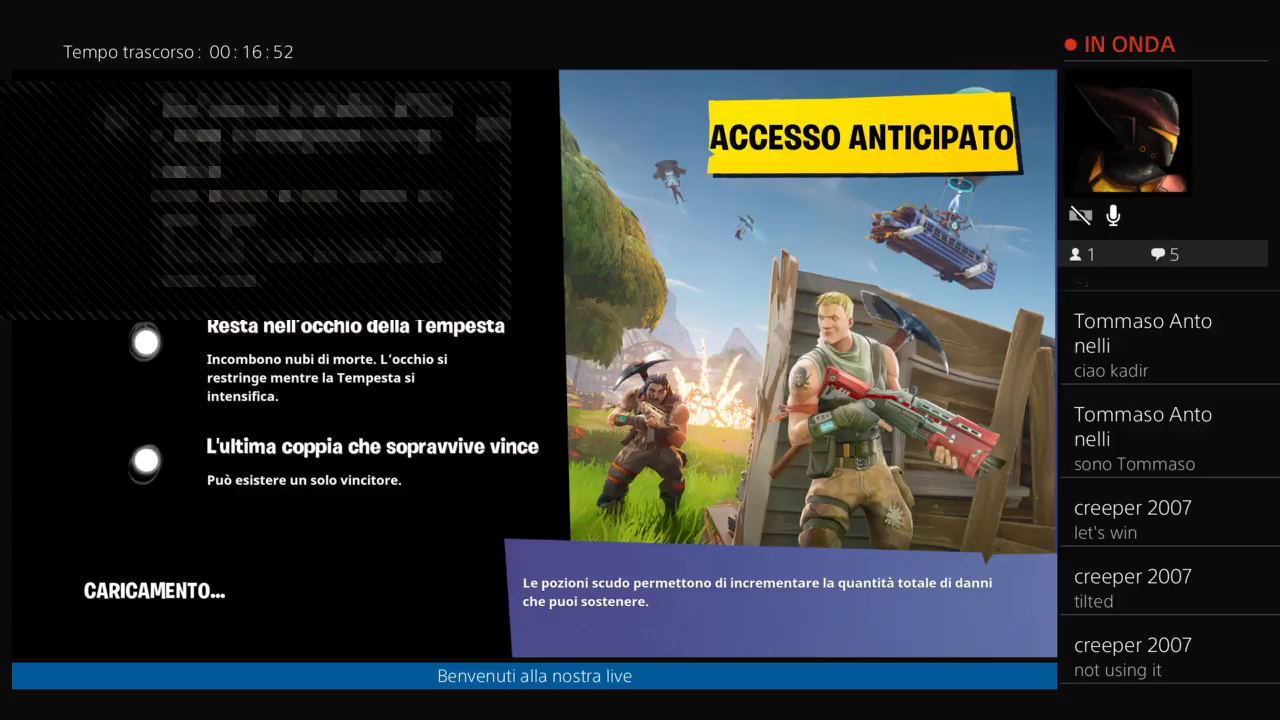 Tempo trascorso: 00:16:52
IN ONDA
ACCESSO ANTICIPATO
1
5
Resta nell'occhio della Tempesta
Incombono nubi di morte. L'occhio si
restringe mentre la Tempesta si
intensifica.
L'ultima coppia che sopravvive vince
Può esistere un solo vincitore.
CARICAMENTO...
Le pozioni scudo permettono di incrementare la quantità totale di danni
che puoi sostenere.
Benvenuti alla nostra live
Tommaso Anto
nelli
ciao kadir
Tommaso Anto
nelli
sono Tommaso
creeper 2007
let's win
creeper 2007
tilted
creeper 2007
not using it